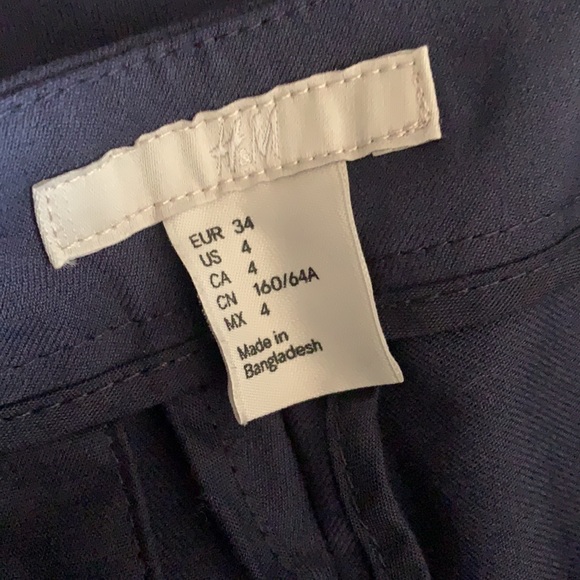 H&M
EUR 34
US 4
CA 4
CN 160/64A
MX 4
Made in
Bangladesh